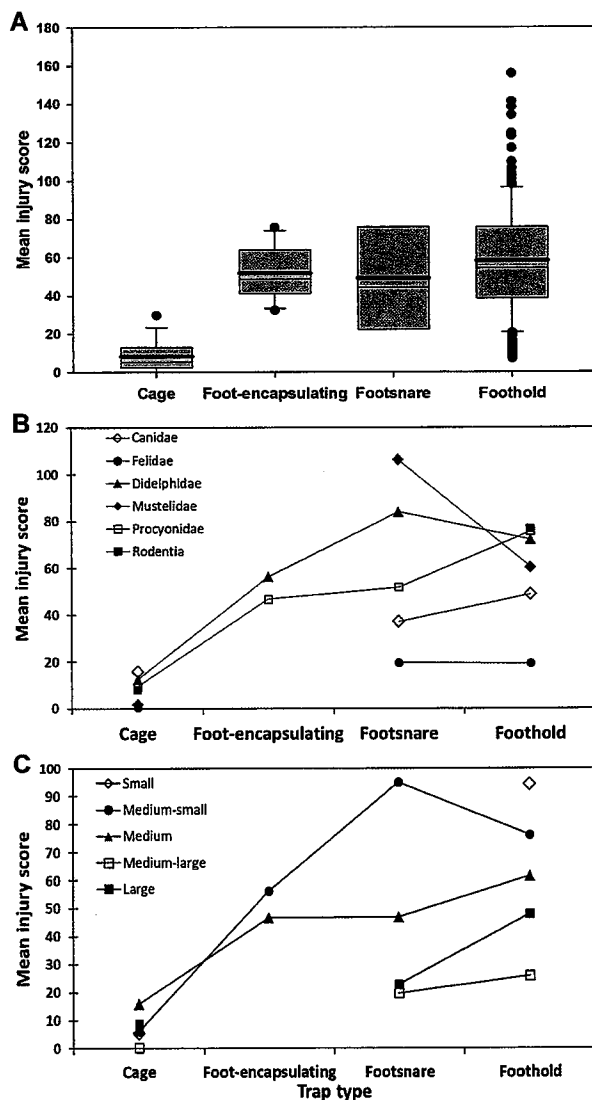 A
Mean injury score
180
160
140
120
100
80
60
40
20
0
Cage Foot-encapsulating Footsnare Foothold
B
Mean injury score
120
100
80
60
40
20
0
Canidae
Felidae
Didelphidae
Mustelidae
Procyonidae
Rodentia
Cage Foot-encapsulating Footsnare Foothold
C
Mean injury score
100
90
80
70
60
50
40
30
20
10
0
Small
Medium-small
Medium
Medium-large
Large
Cage Foot-encapsulating Footsnare Foothold
Trap type